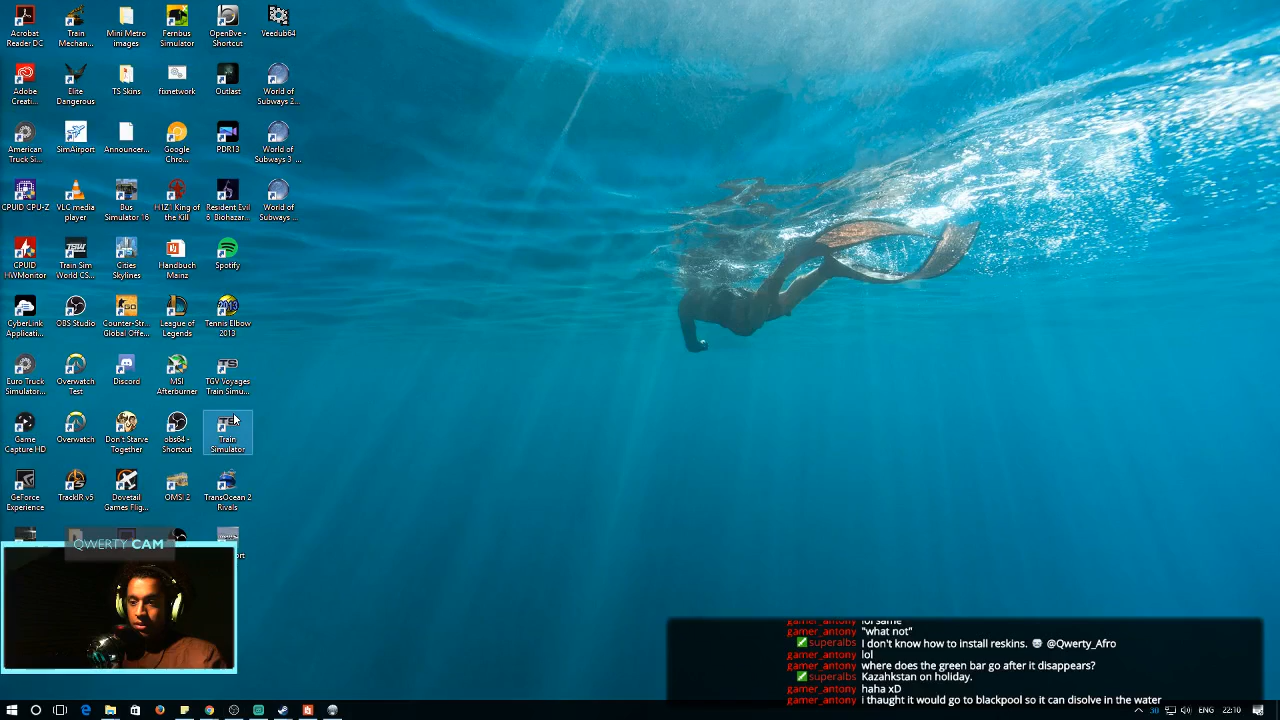 Acrobat
Reader DC
Train
Mechan...
Mini Metro
images
Fernbus
Simulator
OpenBve -
Shortcut
Veedub64
Adobe
Creati...
Elite
Dangerous
TS Skins
fixnetwork
Outlast
World of
Subways 2...
American
Truck Si...
SimAirport
Announcer...
Google
Chro...
PDR13
World of
Subways 3 ...
CPUID CPU-Z
VLC media
player
Bus
Simulator 16
H1Z1 King of
the Kill
Resident Evil
6 Biohazar...
World of
Subways ...
CPUID
HWMonitor
Train Sim
World CS...
Cities
Skylines
Handbuch
Mainz
Spotify
CyberLink
Applicati...
OBS Studio
Counter-Str...
Global Offe...
League of
Legends
Tennis Elbow
2013
Euro Truck
Simulator...
Overwatch
Test
Discord
MSI
Afterburner
TGV Voyages
Train Simu...
Game
Capture HD
Overwatch
Don't Starve
Together
obs64 -
Shortcut
Train
Simulator
GeForce
Experience
TrackIR v5
Dovetail
Games Flig...
OMSI 2
TransOcean 2
Rivals
QWERTY CAM
gamer_antony lol same
gamer_antony "what not"
superalbs I don't know how to install reskins. @Qwerty_Afro
gamer_antony lol
gamer_antony where does the green bar go after it disappears?
superalbs Kazahkstan on holiday.
gamer_antony haha xD
gamer_antony i thaught it would go to blackpool so it can disolve in the water
ENG 22:10